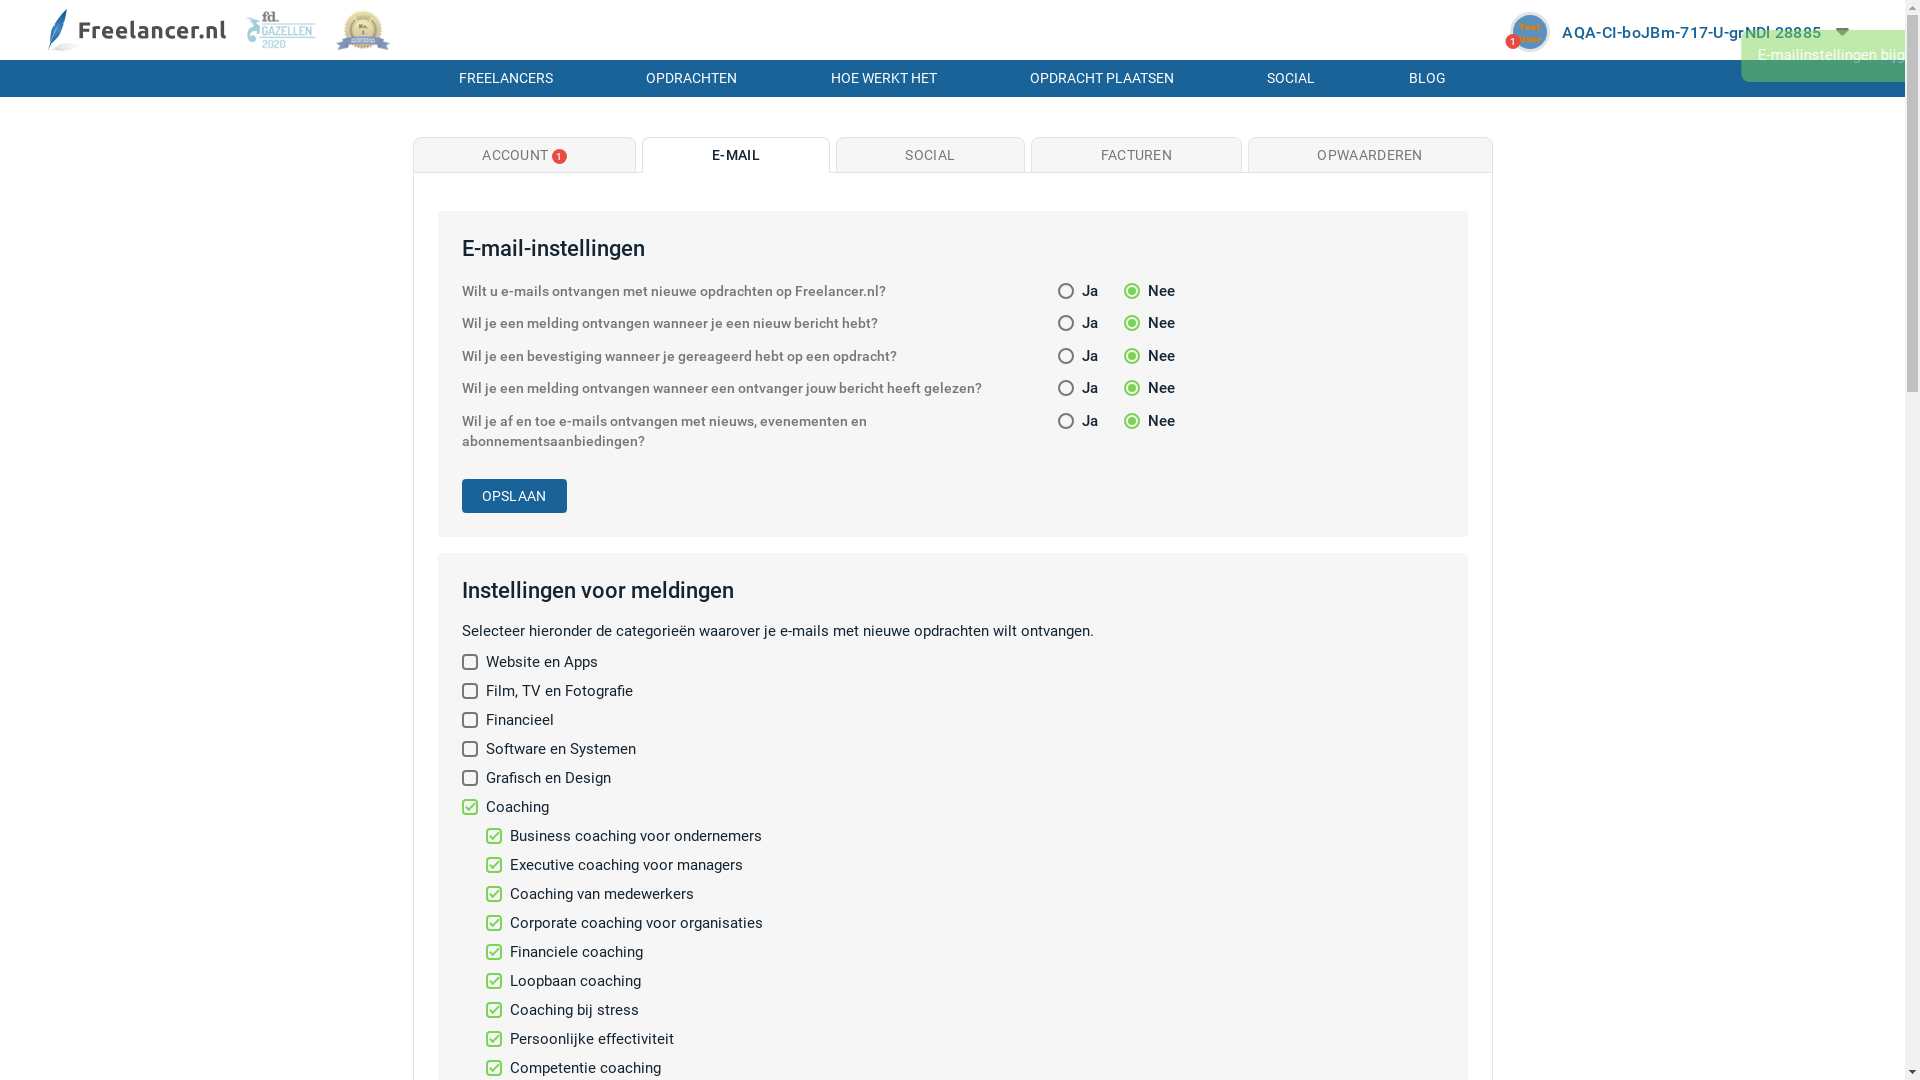 Freelancer.nl
fd.
GAZELLEN
2020
1
AQA-CI-boJBm-717-U-grNDl 28885
E-mailinstellingen
FREELANCERS
OPDRACHTEN
HOE WERKT HET
OPDRACHT PLAATSEN
SOCIAL
BLOG
ACCOUNT 1
E-MAIL
SOCIAL
FACTUREN
OPWAARDEREN
E-mail-instellingen
Wilt u e-mails ontvangen met nieuwe opdrachten op Freelancer.nl?
Ja
Nee
Wil je een melding ontvangen wanneer je een nieuw bericht hebt?
Ja
Nee
Wil je een bevestiging wanneer je gereageerd hebt op een opdracht?
Ja
Nee
Wil je een melding ontvangen wanneer een ontvanger jouw bericht heeft gelezen?
Ja
Nee
Wil je af en toe e-mails ontvangen met nieuws, evenementen en
abonnementsaanbiedingen?
Ja
Nee
OPSLAAN
Instellingen voor meldingen
Selecteer hieronder de categorieën waarover je e-mails met nieuwe opdrachten wilt ontvangen.
Website en Apps
Film, TV en Fotografie
Financieel
Software en Systemen
Grafisch en Design
Coaching
Business coaching voor ondernemers
Executive coaching voor managers
Coaching van medewerkers
Corporate coaching voor organisaties
Financiele coaching
Loopbaan coaching
Coaching bij stress
Persoonlijke effectiviteit
Competentie coaching